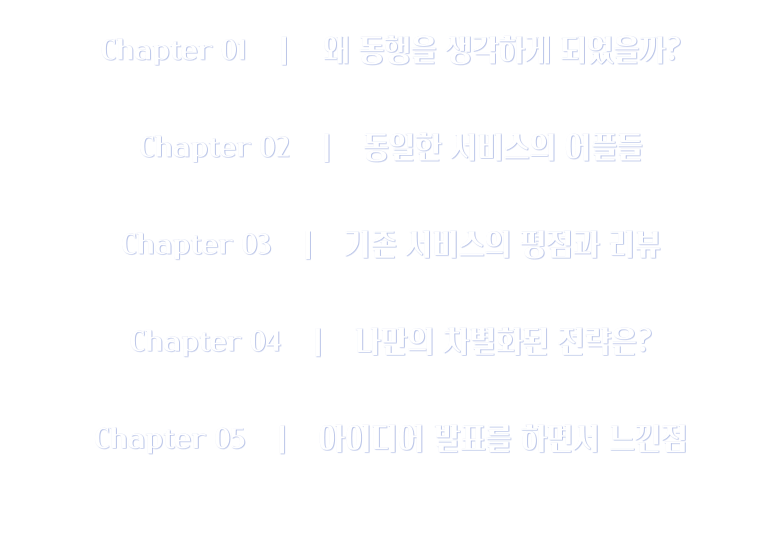 Chapter 01 | 왜 동행을 생각하게 되었을까?
Chapter 02 | 동일한 서비스의 어플들
Chapter 03 | 기존 서비스의 평점과 리뷰
Chapter 04 | 나만의 차별화된 전략은?
Chapter 05 | 아이디어 발표를 하면서 느낀점